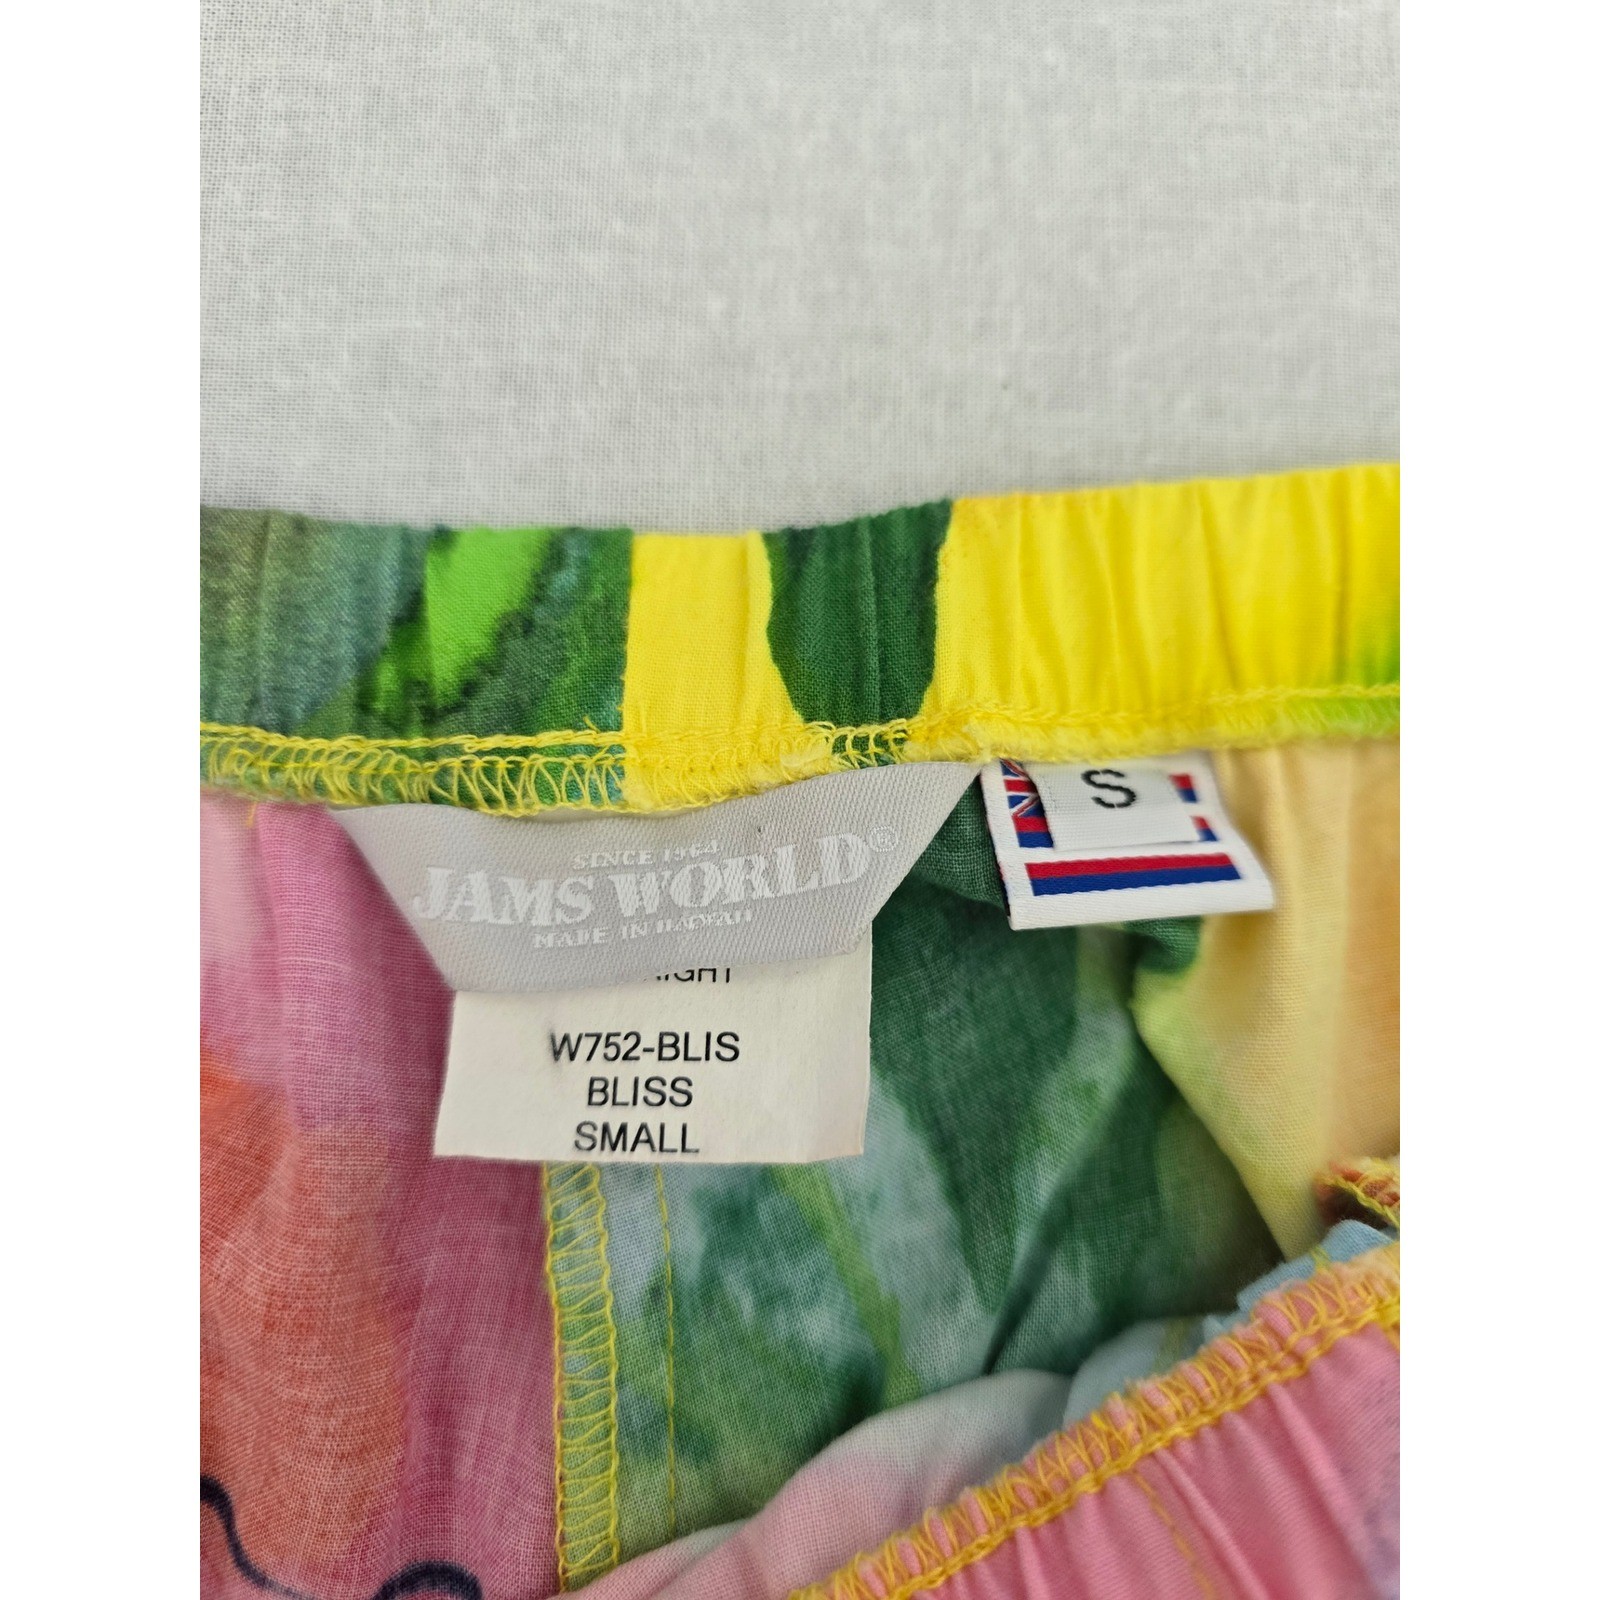 SINCE 1964
JAMS WORLD®
MADE IN HAWAII
S
W752-BLIS
BLISS
SMALL